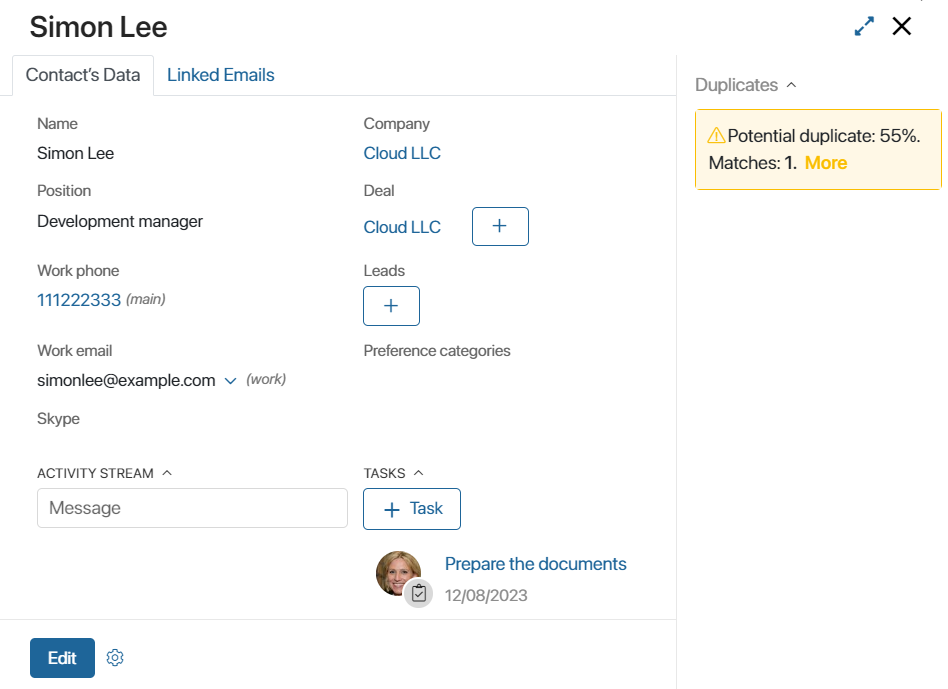 Simon Lee
Contact's Data
Linked Emails
Name
Simon Lee
Position
Development manager
Work phone
111222333 (main)
Work email
simonlee@example.com (work)
Skype
Company
Cloud LLC
Deal
Cloud LLC
+
Leads
+
Preference categories
ACTIVITY STREAM
Message
TASKS
+ Task
Prepare the documents
12/08/2023
Edit
Duplicates
Potential duplicate: 55%.
Matches: 1. More